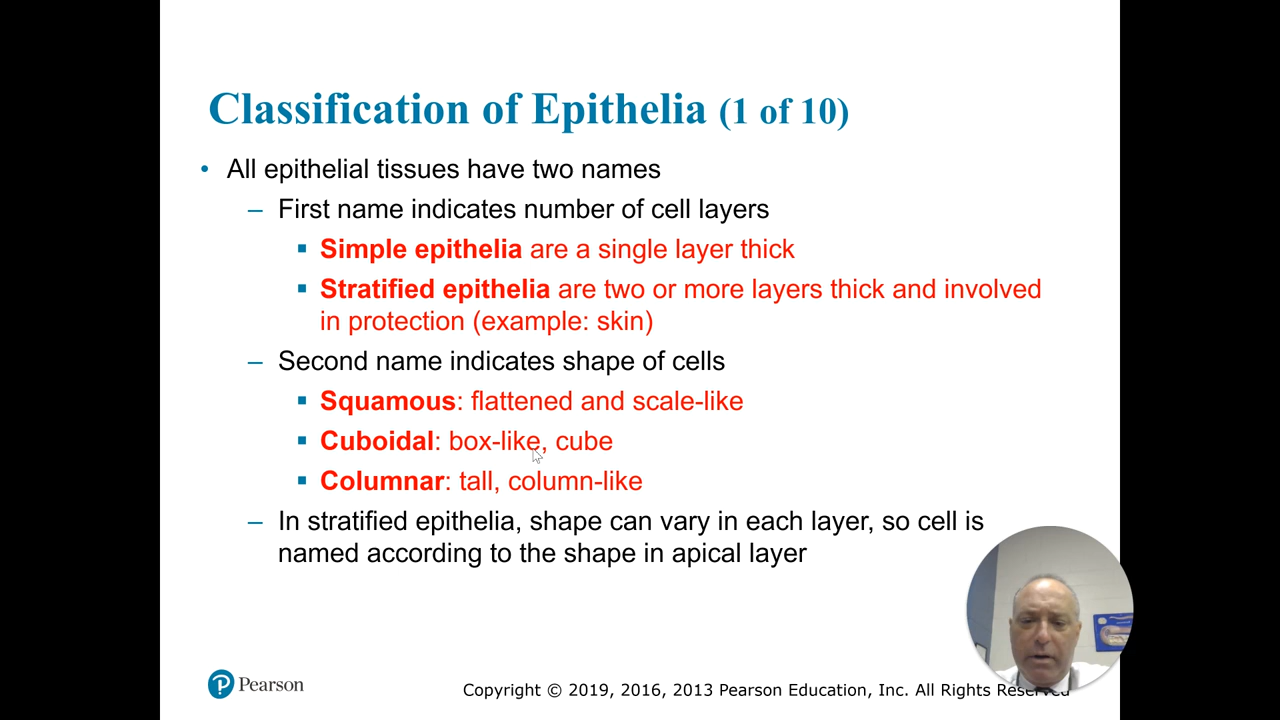 Classification of Epithelia (1 of 10)
• All epithelial tissues have two names
– First name indicates number of cell layers
▪ Simple epithelia are a single layer thick
▪ Stratified epithelia are two or more layers thick and involved
in protection (example: skin)
– Second name indicates shape of cells
▪ Squamous: flattened and scale-like
▪ Cuboidal: box-like, cube
▪ Columnar: tall, column-like
– In stratified epithelia, shape can vary in each layer, so cell is
named according to the shape in apical layer
P Pearson
Copyright © 2019, 2016, 2013 Pearson Education, Inc. All Rights Reserved